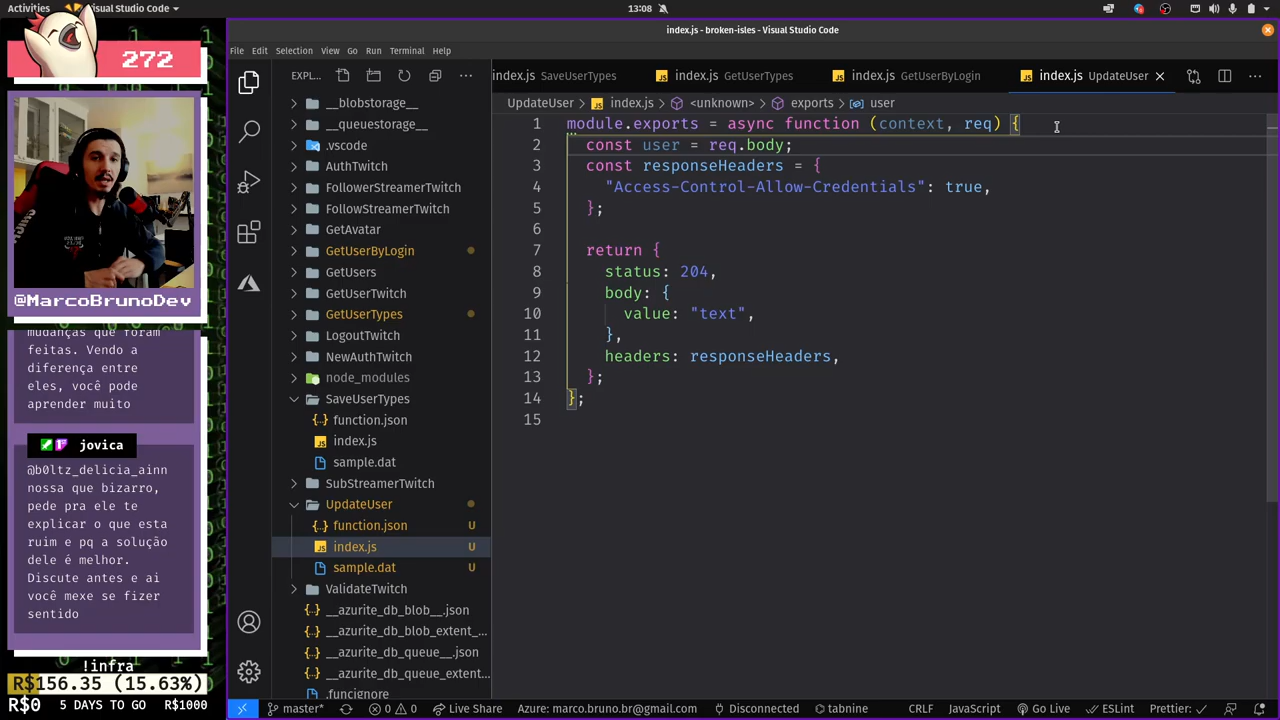 Activities
Visual Studio Code
13:08
272
@MarcoBrunoDev
mudanças que foram
feitas. Vendo a
diferença entre
eles, você pode
aprender muito
jovica
@b0ltz_delicia_ainn
nossa que bizarro,
pede pra ele te
explicar o que esta
ruim e pq a solução
dele é melhor.
Discute antes e ai
você mexe se fizer
sentido
!infra
R$156.35 (15.63%)
R$0 5 DAYS TO GO R$1000
index.js - broken-isles - Visual Studio Code
File Edit Selection View Go Run Terminal Help
EXPL...
__blobstorage__
__queuestorage__
.vscode
AuthTwitch
FollowerStreamerTwitch
FollowStreamerTwitch
GetAvatar
GetUserByLogin
GetUsers
GetUserTwitch
GetUserTypes
LogoutTwitch
NewAuthTwitch
node_modules
SaveUserTypes
function.json
index.js
sample.dat
SubStreamerTwitch
UpdateUser
function.json U
index.js U
sample.dat U
ValidateTwitch
__azurite_db_blob__.json
__azurite_db_blob_extent_...
__azurite_db_queue__.json
__azurite_db_queue_extent...
.funcignore
index.js SaveUserTypes
index.js GetUserTypes
index.js GetUserByLogin
index.js UpdateUser
UpdateUser > index.js > <unknown> > exports > user
1 module.exports = async function (context, req) {
2 const user = req.body;
3 const responseHeaders = {
4 "Access-Control-Allow-Credentials": true,
5 };
6
7 return {
8 status: 204,
9 body: {
10 value: "text",
11 },
12 headers: responseHeaders,
13 };
14 };
15
master* 0 0 Live Share Azure: marco.bruno.br@gmail.com Disconnected tabnine CRLF JavaScript Go Live ESLint Prettier: